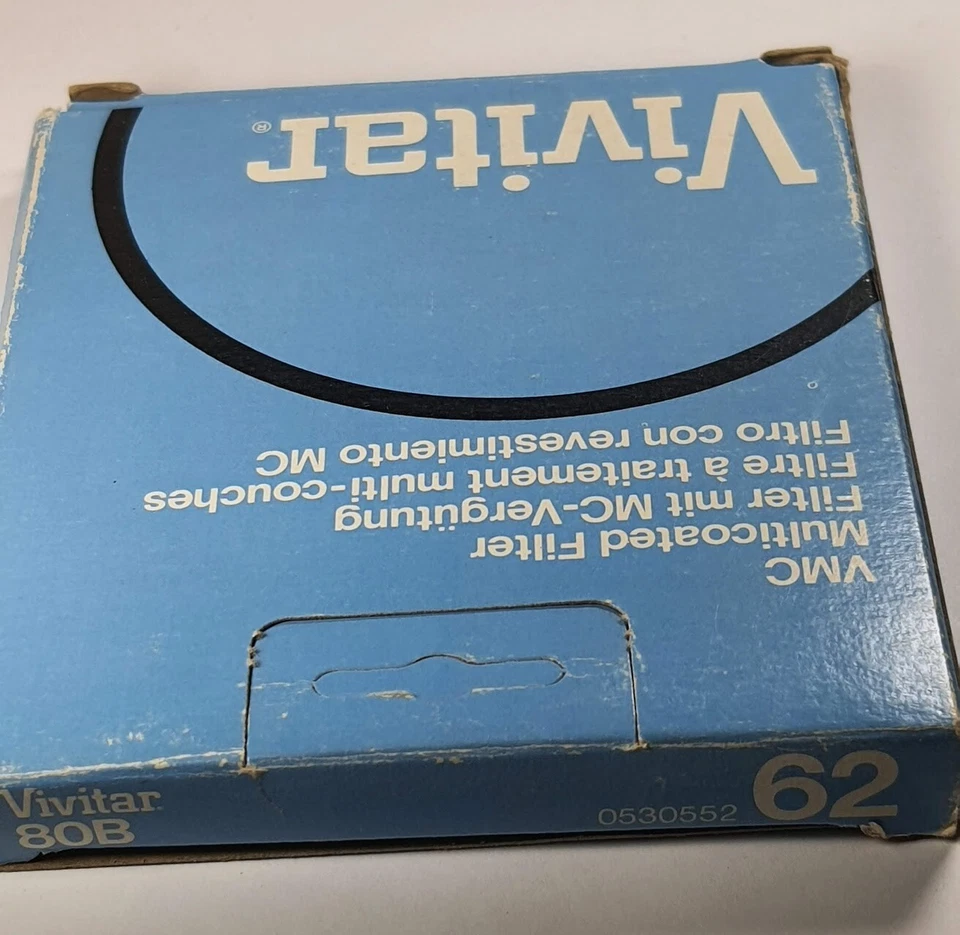 VMC
Multicoated Filter
Filter mit MC-Vergütung
Filtre à traitement multi-couches
Filtro con revestimiento MC
Vivitar®
Vivitar
80B
0530552
62